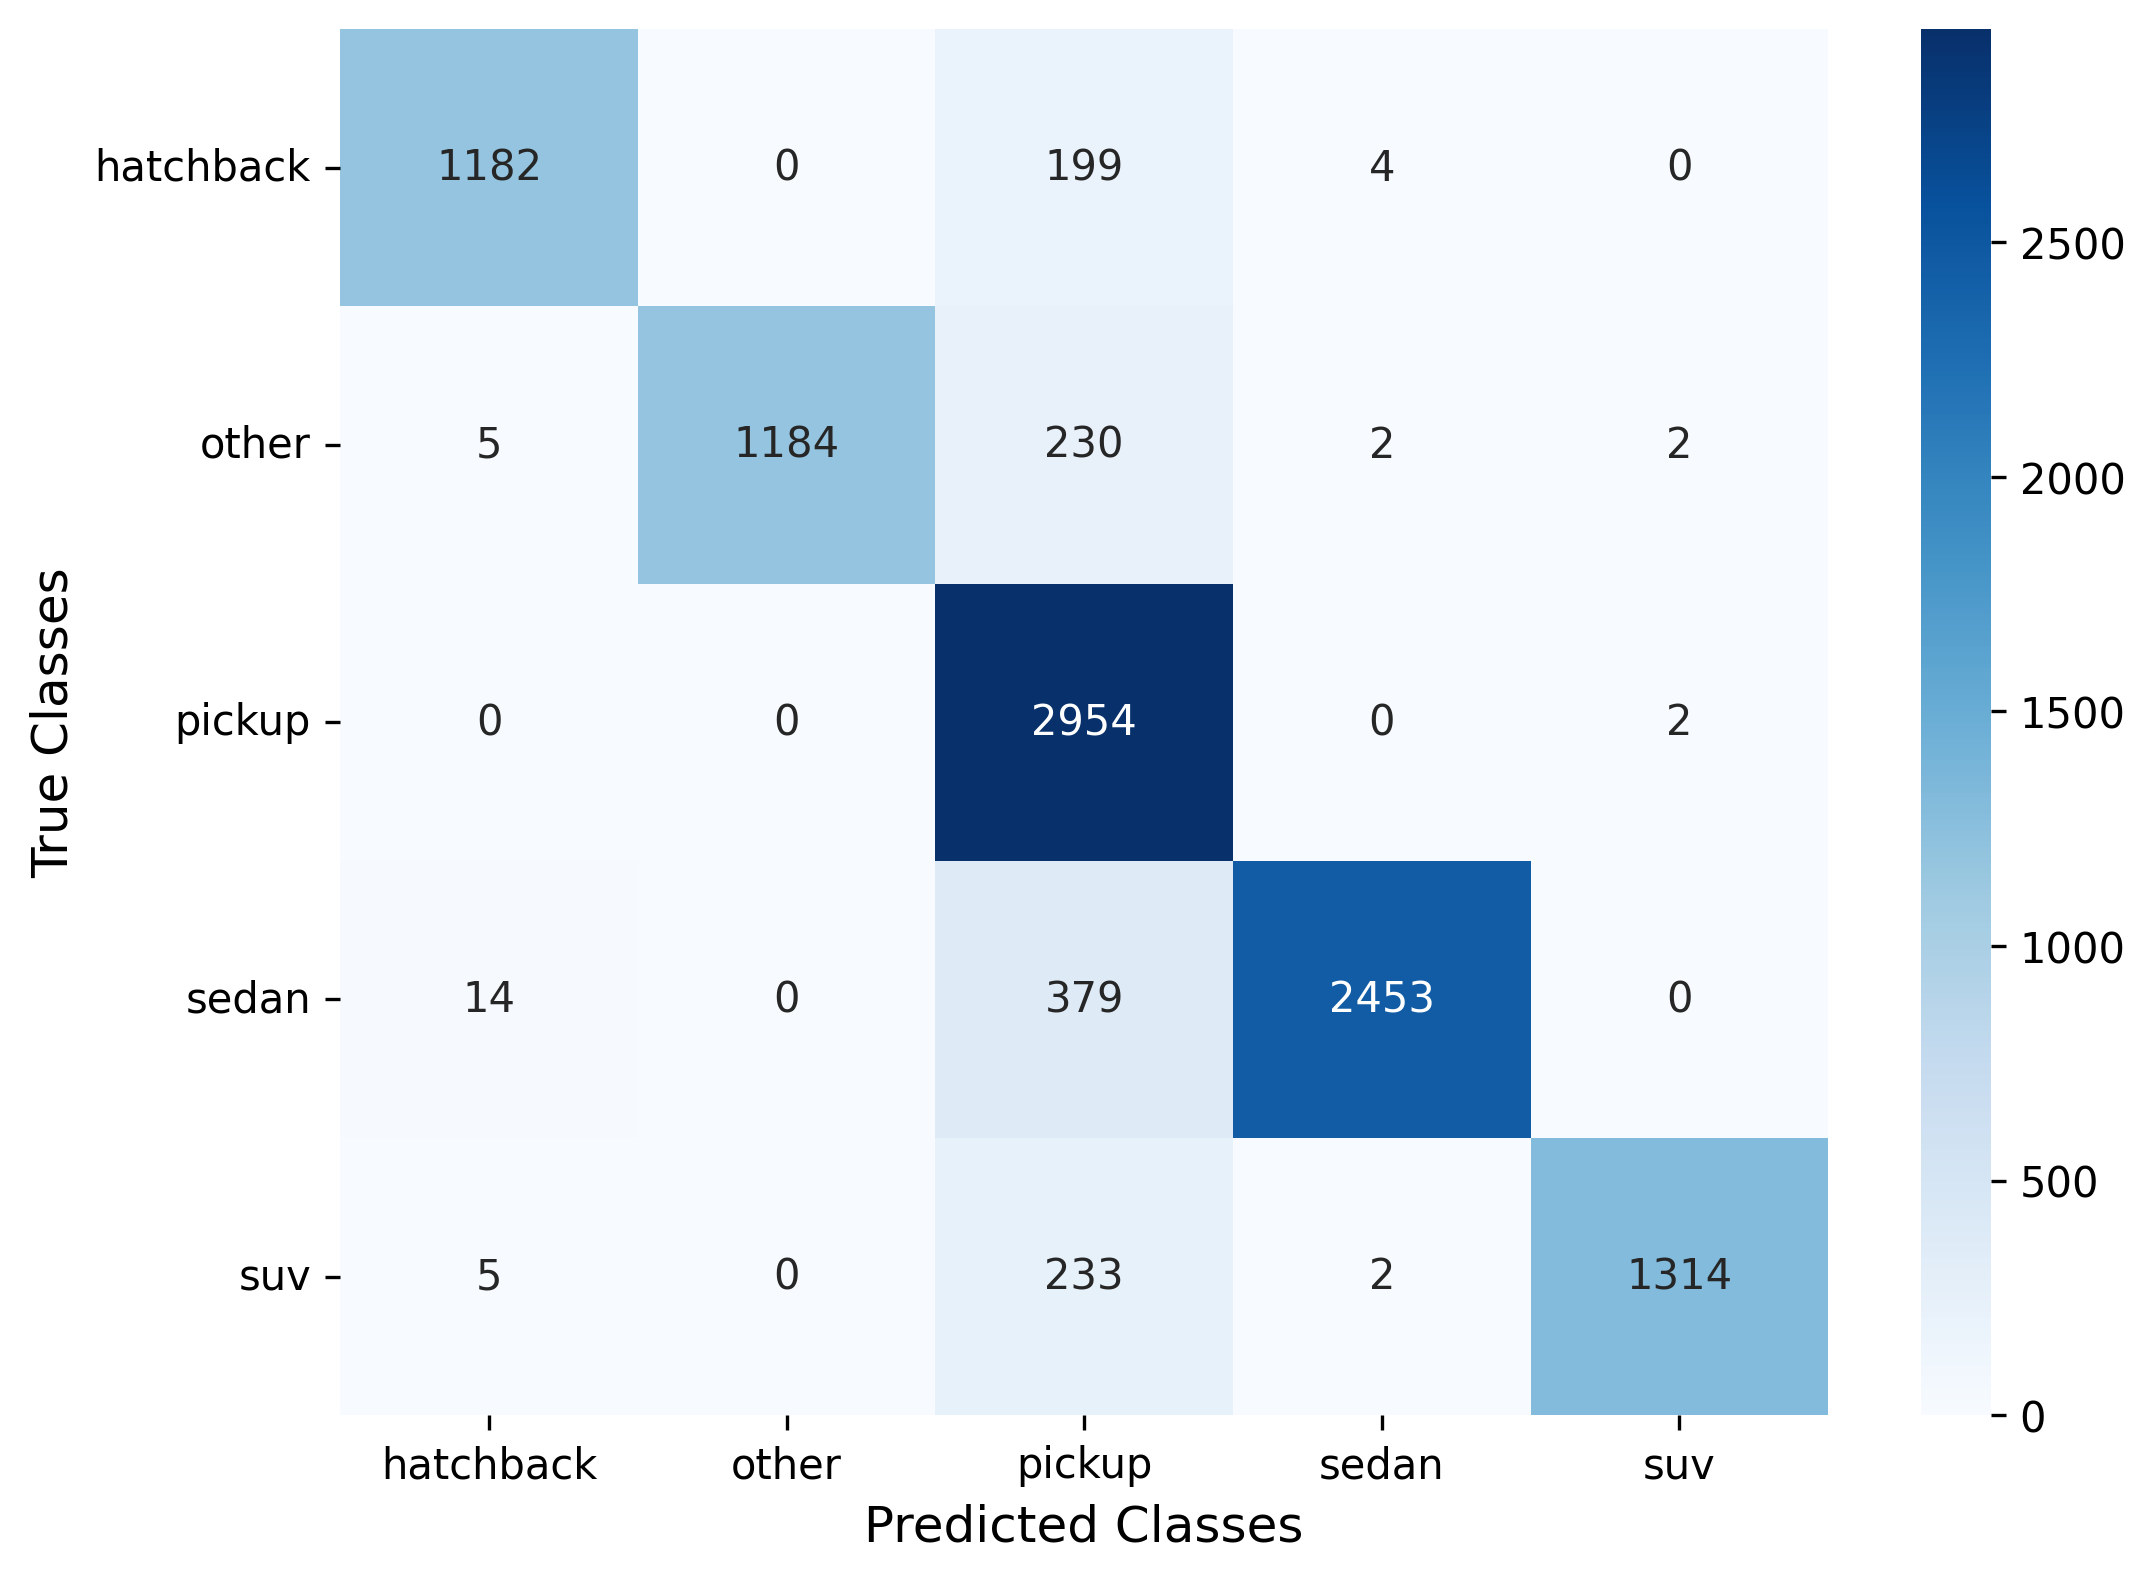 hatchback 1182 0 199 4 0
other 5 1184 230 2 2
pickup 0 0 2954 0 2
sedan 14 0 379 2453 0
suv 5 0 233 2 1314
hatchback other pickup sedan suv
Predicted Classes
True Classes
2500
2000
1500
1000
500
0